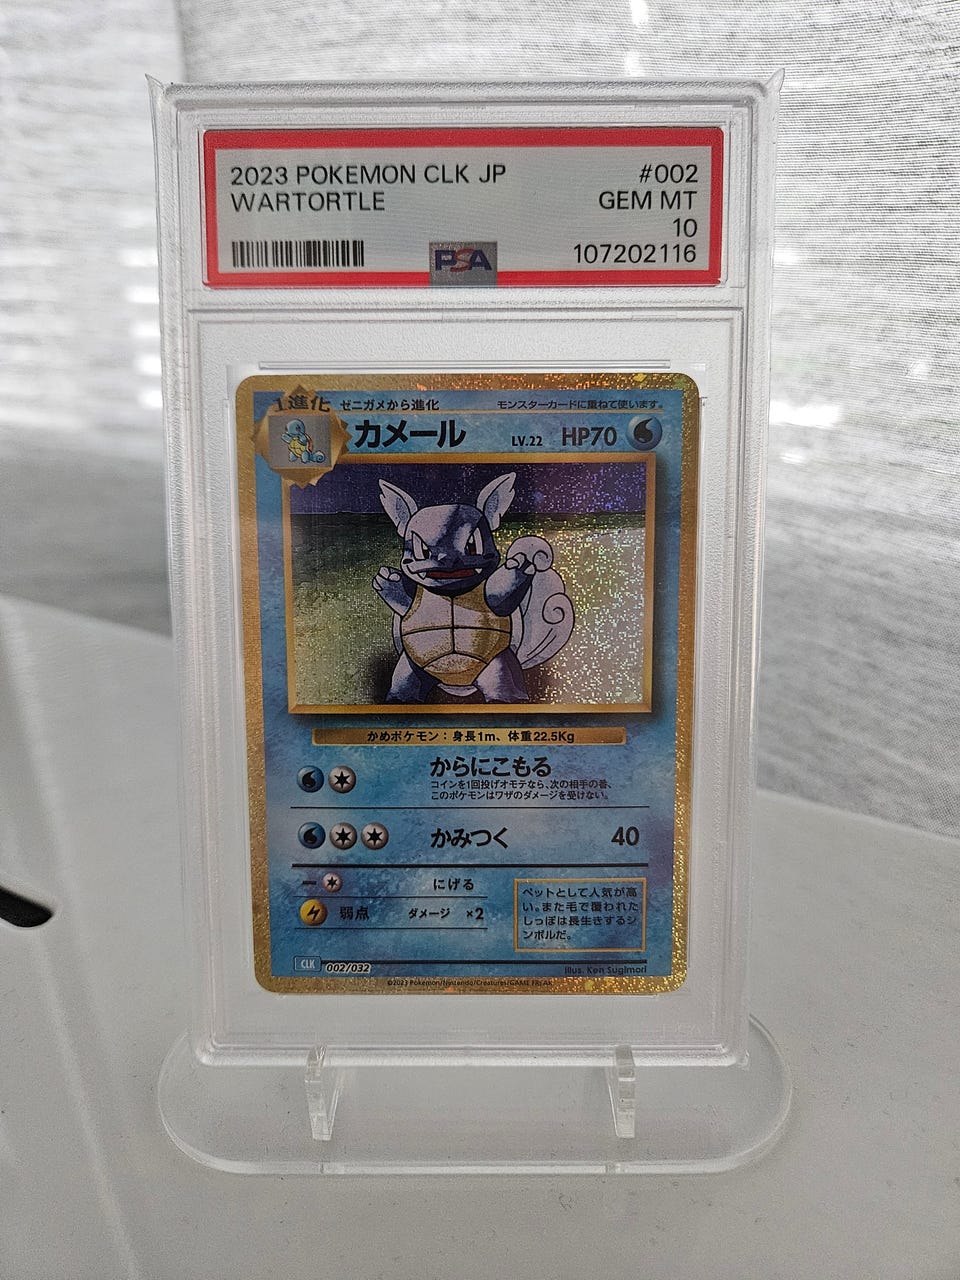 2023 POKEMON CLK JP #002
WARTORTLE GEM MT
10
PSA 107202116
1進化 ゼニガメから進化 モンスターカードに重ねて使います。
カメール LV.22 HP70
かめポケモン：身長1m、体重22.5Kg
からにこもる
コインを1回投げオモテなら、次の相手の番、
このポケモンはワザのダメージを受けない。
かみつく 40
にげる
弱点 ダメージ ×2
ペットとして人気が高
い。また毛で覆われた
しっぽは長生きするシ
ンボルだ。
CLK 002/032
Illus. Ken Sugimori
©2023 Pokémon/Nintendo/Creatures/GAME FREAK